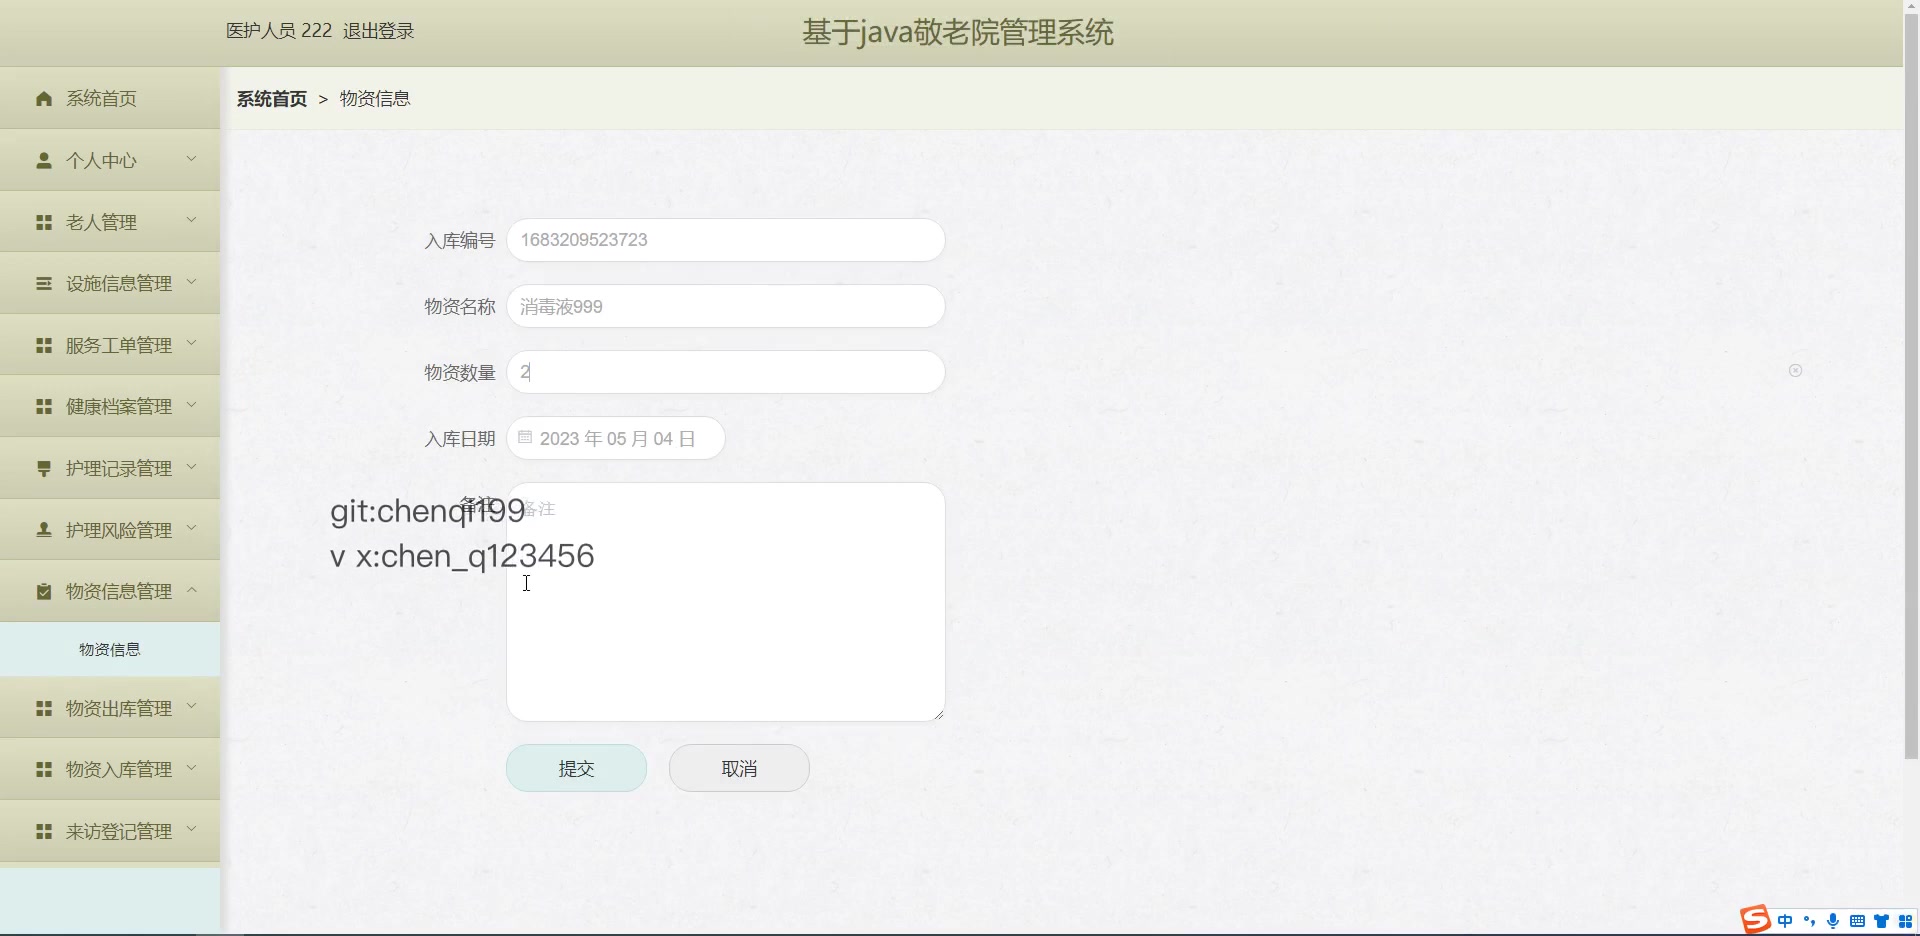 医护人员 222 退出登录
基于java敬老院管理系统
系统首页
个人中心
老人管理
设施信息管理
服务工单管理
健康档案管理
护理记录管理
护理风险管理
物资信息管理
物资信息
物资出库管理
物资入库管理
来访登记管理
系统首页 > 物资信息
入库编号 1683209523723
物资名称 消毒液999
物资数量 2
入库日期 2023 年 05 月 04 日
备注 备注
git:chenqi199
v x:chen_q123456
提交 取消
中